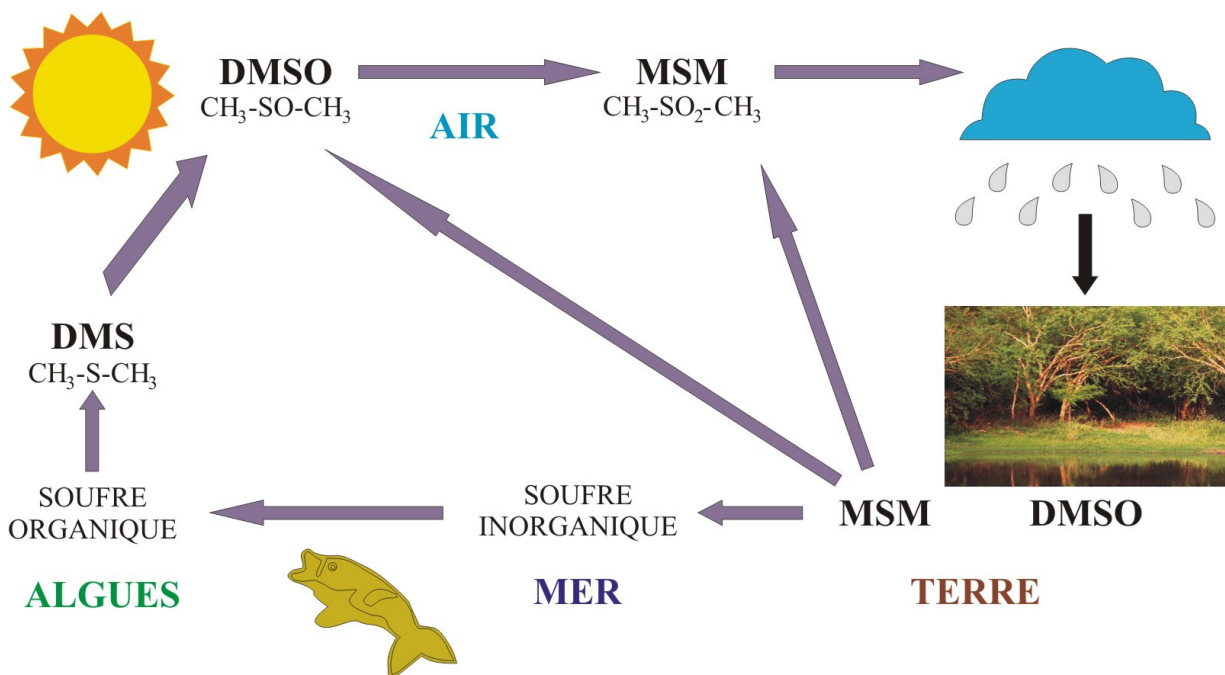 DMSO
CH₃-SO-CH₃
MSM
CH₃-SO₂-CH₃
AIR
DMS
CH₃-S-CH₃
SOUFRE
ORGANIQUE
SOUFRE
INORGANIQUE
MSM
DMSO
ALGUES
MER
TERRE